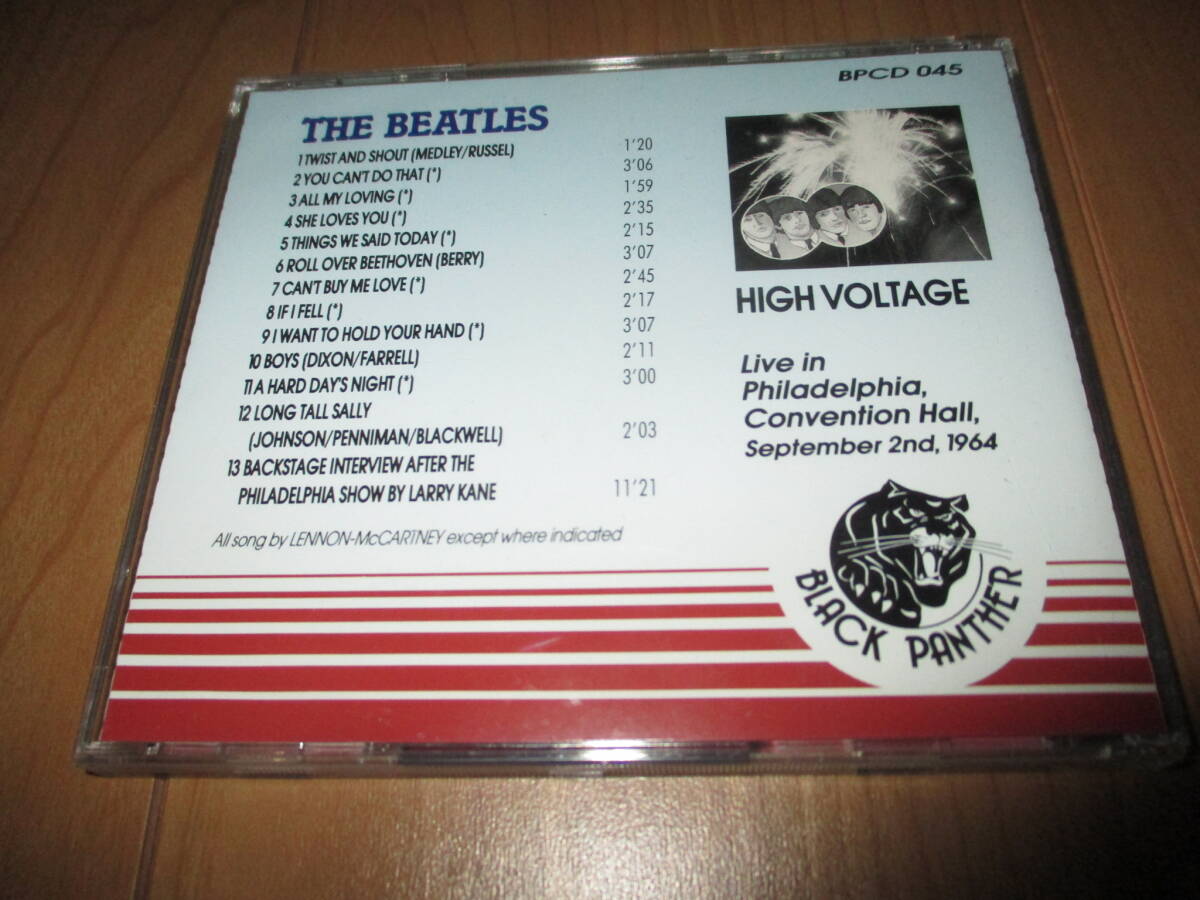 BPCD 045
THE BEATLES
1 TWIST AND SHOUT (MEDLEY/RUSSEL) 1'20
2 YOU CAN'T DO THAT (*) 3'06
3 ALL MY LOVING (*) 1'59
4 SHE LOVES YOU (*) 2'35
5 THINGS WE SAID TODAY (*) 2'15
6 ROLL OVER BEETHOVEN (BERRY) 3'07
7 CAN'T BUY ME LOVE (*) 2'45
8 IF I FELL (*) 2'17
9 I WANT TO HOLD YOUR HAND (*) 3'07
10 BOYS (DIXON/FARRELL) 2'11
11 A HARD DAY'S NIGHT (*) 3'00
12 LONG TALL SALLY
(JOHNSON/PENNIMAN/BLACKWELL) 2'03
13 BACKSTAGE INTERVIEW AFTER THE
PHILADELPHIA SHOW BY LARRY KANE 11'21
All song by LENNON-McCARTNEY except where indicated
HIGH VOLTAGE
Live in
Philadelphia,
Convention Hall,
September 2nd, 1964
BLACK PANTHER